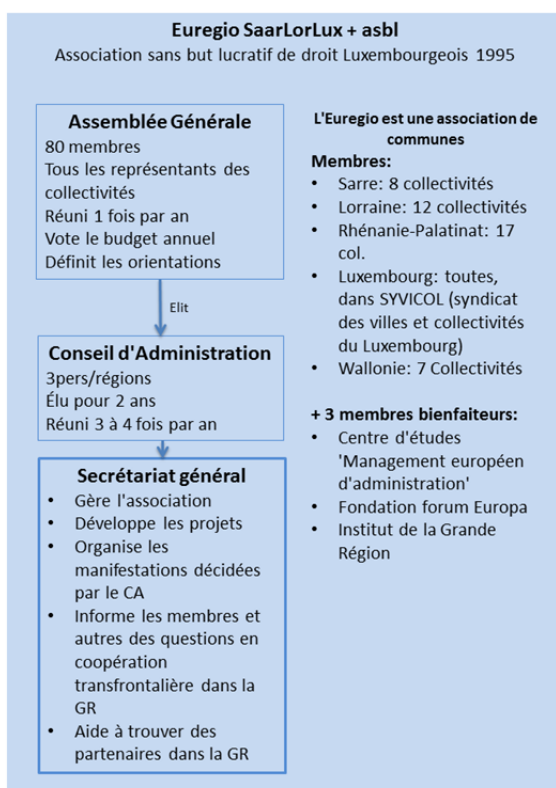 Euregio SaarLorLux + asbl
Association sans but lucratif de droit Luxembourgeois 1995
Assemblée Générale
80 membres
Tous les représentants des
collectivités
Réuni 1 fois par an
Vote le budget annuel
Définit les orientations
Elit
Conseil d'Administration
3pers/régions
Élu pour 2 ans
Réuni 3 à 4 fois par an
Secrétariat général
• Gère l'association
• Développe les projets
• Organise les
manifestations décidées
par le CA
• Informe les membres et
autres des questions en
coopération
transfrontalière dans la
GR
• Aide à trouver des
partenaires dans la GR
L'Euregio est une association de
communes
Membres:
• Sarre: 8 collectivités
• Lorraine: 12 collectivités
• Rhénanie-Palatinat: 17
col.
• Luxembourg: toutes,
dans SYVICOL (syndicat
des villes et collectivités
du Luxembourg)
• Wallonie: 7 Collectivités
+ 3 membres bienfaiteurs:
• Centre d'études
'Management européen
d'administration'
• Fondation forum Europa
• Institut de la Grande
Région